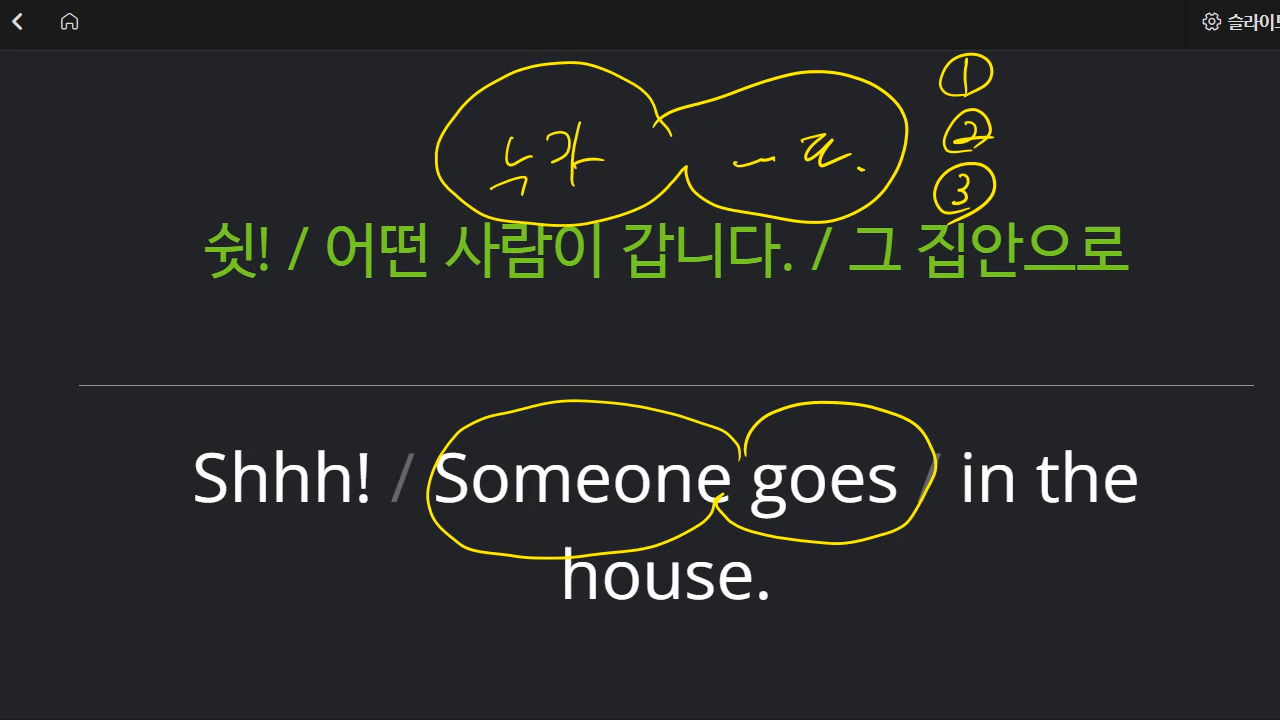 슬라이드
①
②
③
누가
쉿! / 어떤 사람이 갑니다. / 그 집안으로
Shhh! / Someone goes / in the
house.